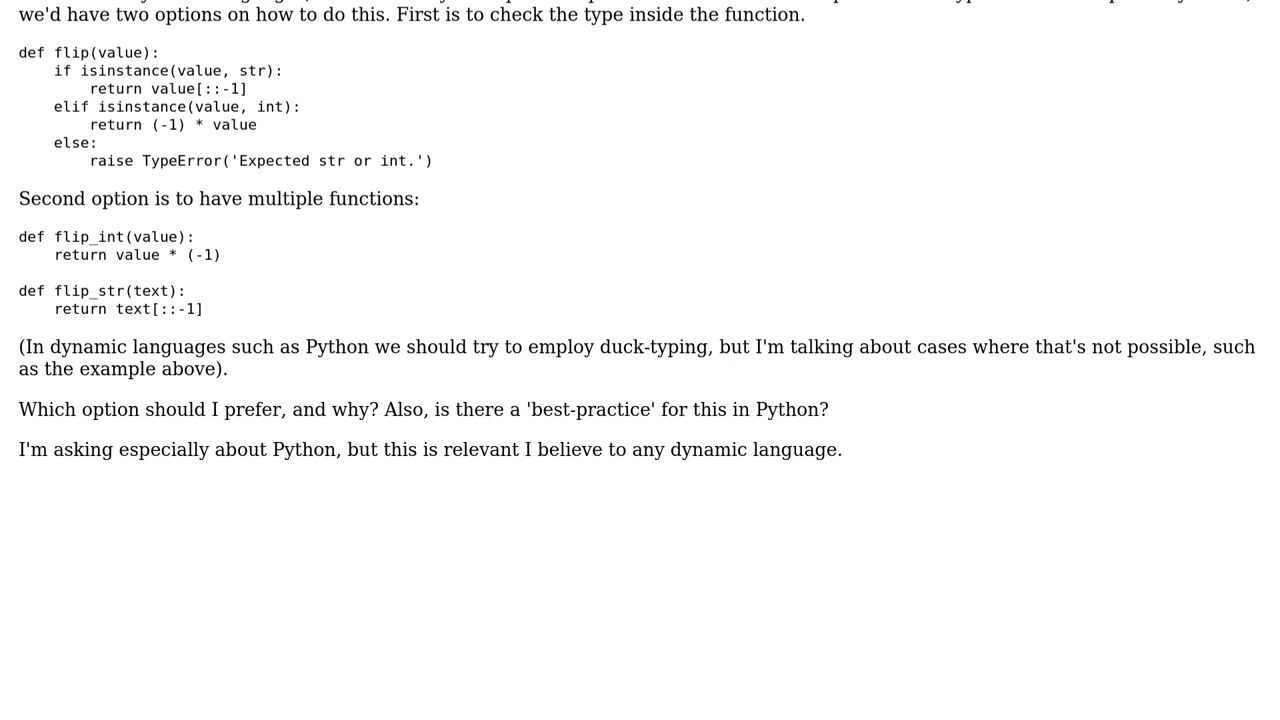 we'd have two options on how to do this. First is to check the type inside the function.
def flip(value):
    if isinstance(value, str):
        return value[::-1]
    elif isinstance(value, int):
        return (-1) * value
    else:
        raise TypeError('Expected str or int.')
Second option is to have multiple functions:
def flip_int(value):
    return value * (-1)
def flip_str(text):
    return text[::-1]
(In dynamic languages such as Python we should try to employ duck-typing, but I'm talking about cases where that's not possible, such
as the example above).
Which option should I prefer, and why? Also, is there a 'best-practice' for this in Python?
I'm asking especially about Python, but this is relevant I believe to any dynamic language.